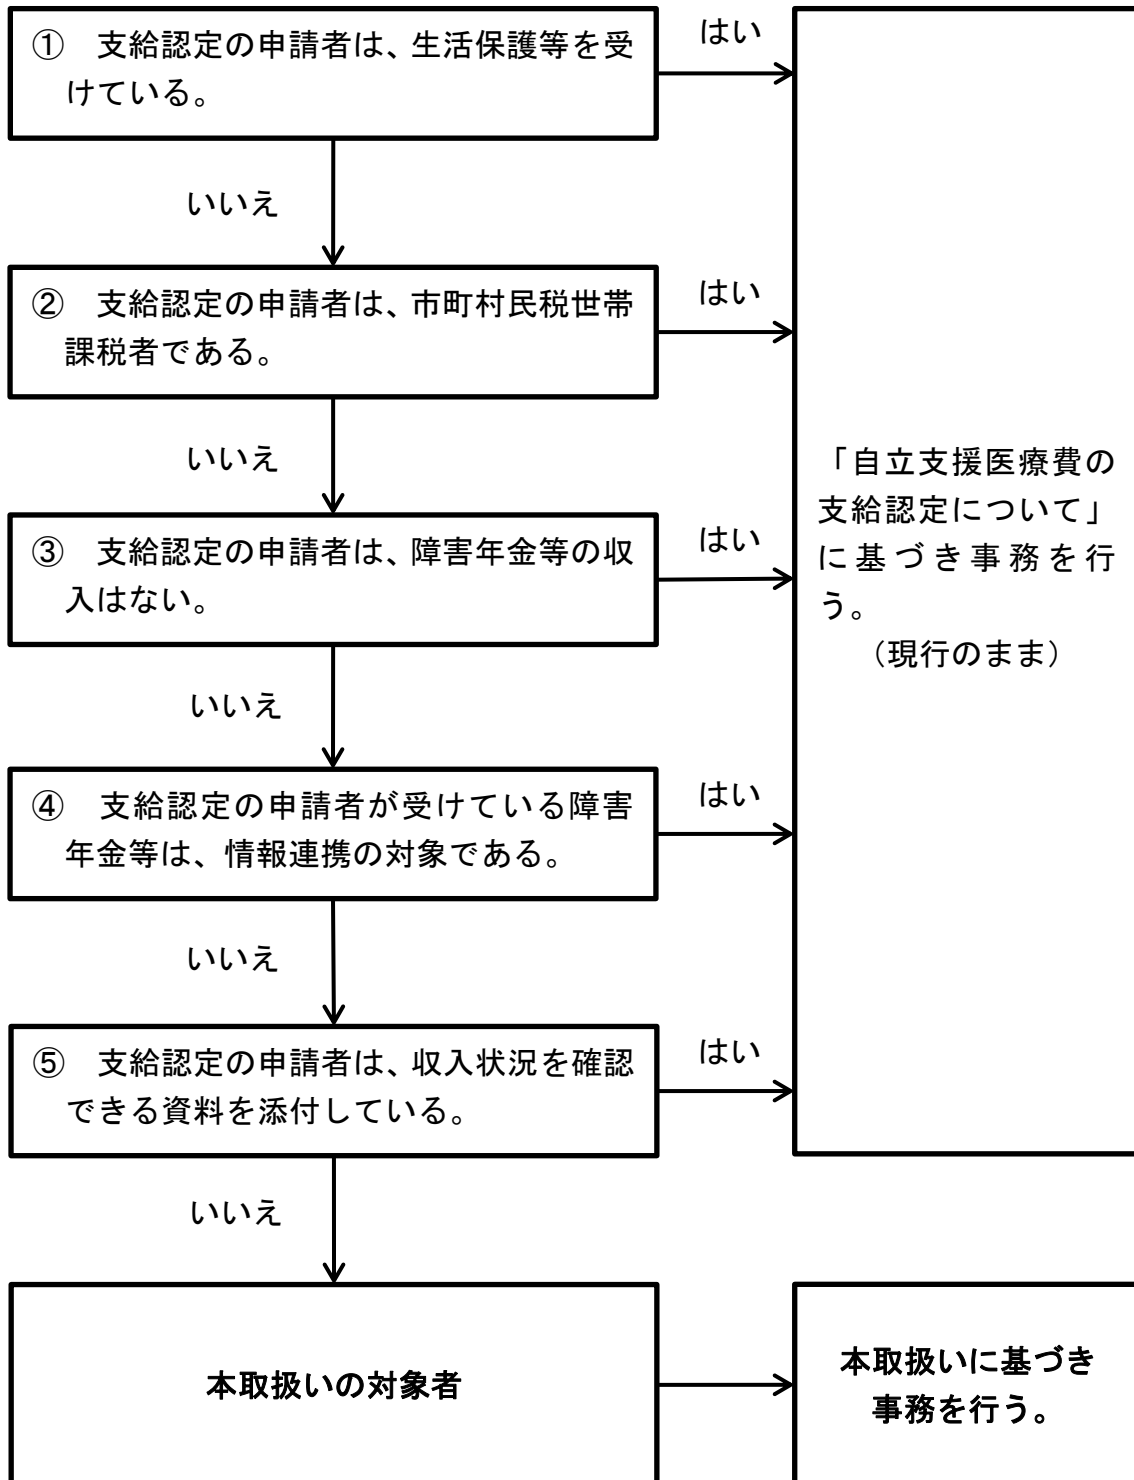 ① 支給認定の申請者は、生活保護等を受
けている。
はい
いいえ
② 支給認定の申請者は、市町村民税世帯
課税者である。
はい
いいえ
③ 支給認定の申請者は、障害年金等の収
入はない。
はい
いいえ
④ 支給認定の申請者が受けている障害
年金等は、情報連携の対象である。
はい
いいえ
⑤ 支給認定の申請者は、収入状況を確認
できる資料を添付している。
はい
いいえ
「自立支援医療費の
支給認定について」
に基づき事務を行
う。
（現行のまま）
本取扱いの対象者
本取扱いに基づき
事務を行う。